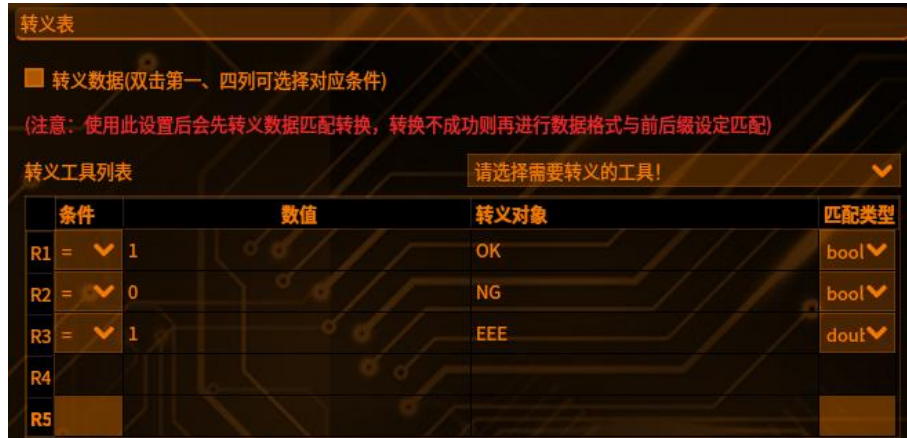 转义表
转义数据(双击第一、四列可选择对应条件)
(注意：使用此设置后会先转义数据匹配转换，转换不成功则再进行数据格式与前后缀设定匹配)
转义工具列表 请选择需要转义的工具！
条件 数值 转义对象 匹配类型
R1 = 1 OK bool
R2 = 0 NG bool
R3 = 1 EEE doub
R4
R5